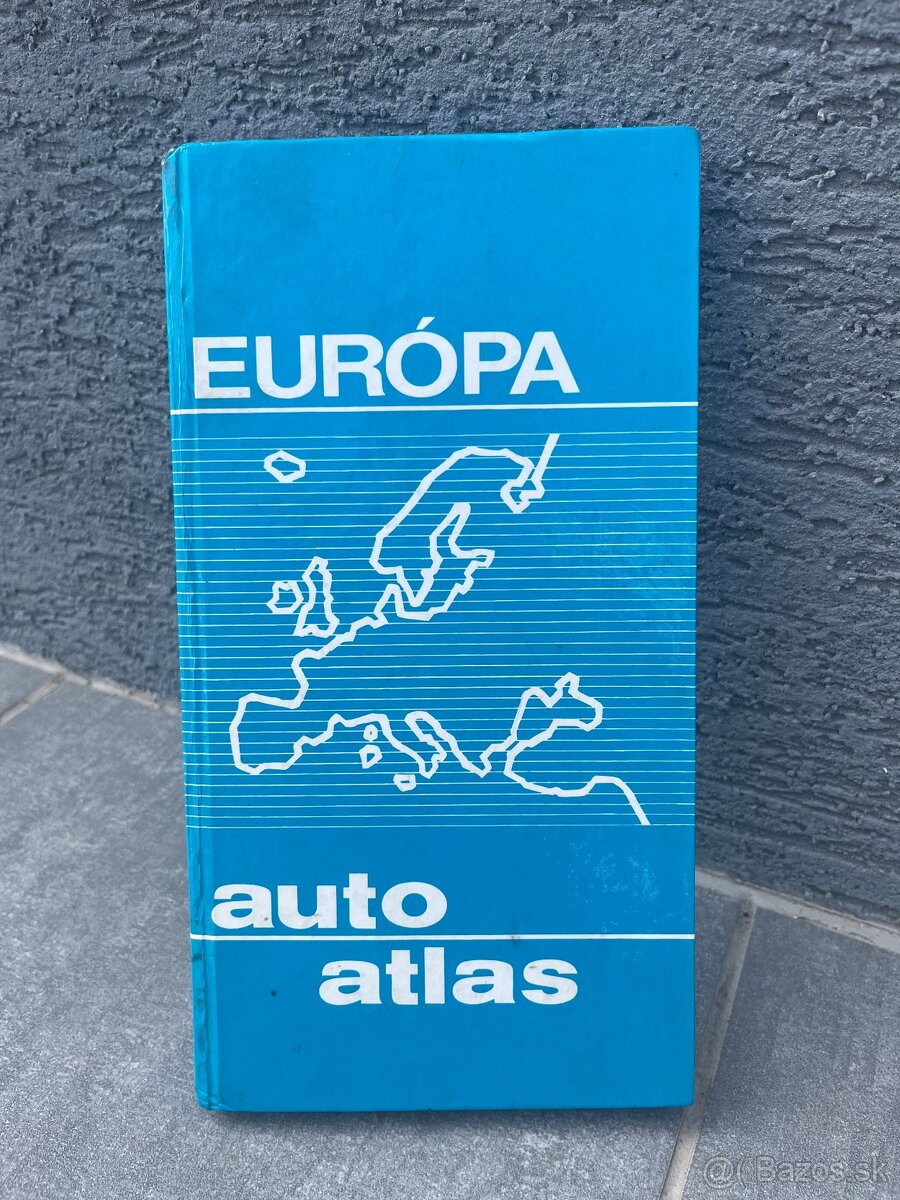 EURÓPA
auto
atlas
@( Bazos.sk